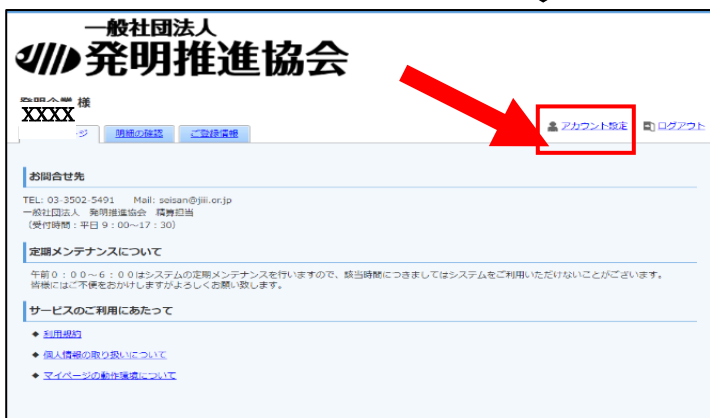 一般社団法人
発明推進協会
様
XXXX
ジ 明細の確認 ご登録情報
アカウント設定 ログアウト
お問合せ先
TEL: 03-3502-5491 Mail: seisan@jiii.or.jp
一般社団法人 発明推進協会 精算担当
(受付時間：平日 9：00～17：30)
定期メンテナンスについて
午前０：００～６：００はシステムの定期メンテナンスを行いますので、該当時間につきましてはシステムをご利用いただけないことがございます。
皆様にはご不便をおかけしますがよろしくお願い致します。
サービスのご利用にあたって
◆ 利用規約
◆ 個人情報の取り扱いについて
◆ マイページの動作環境について